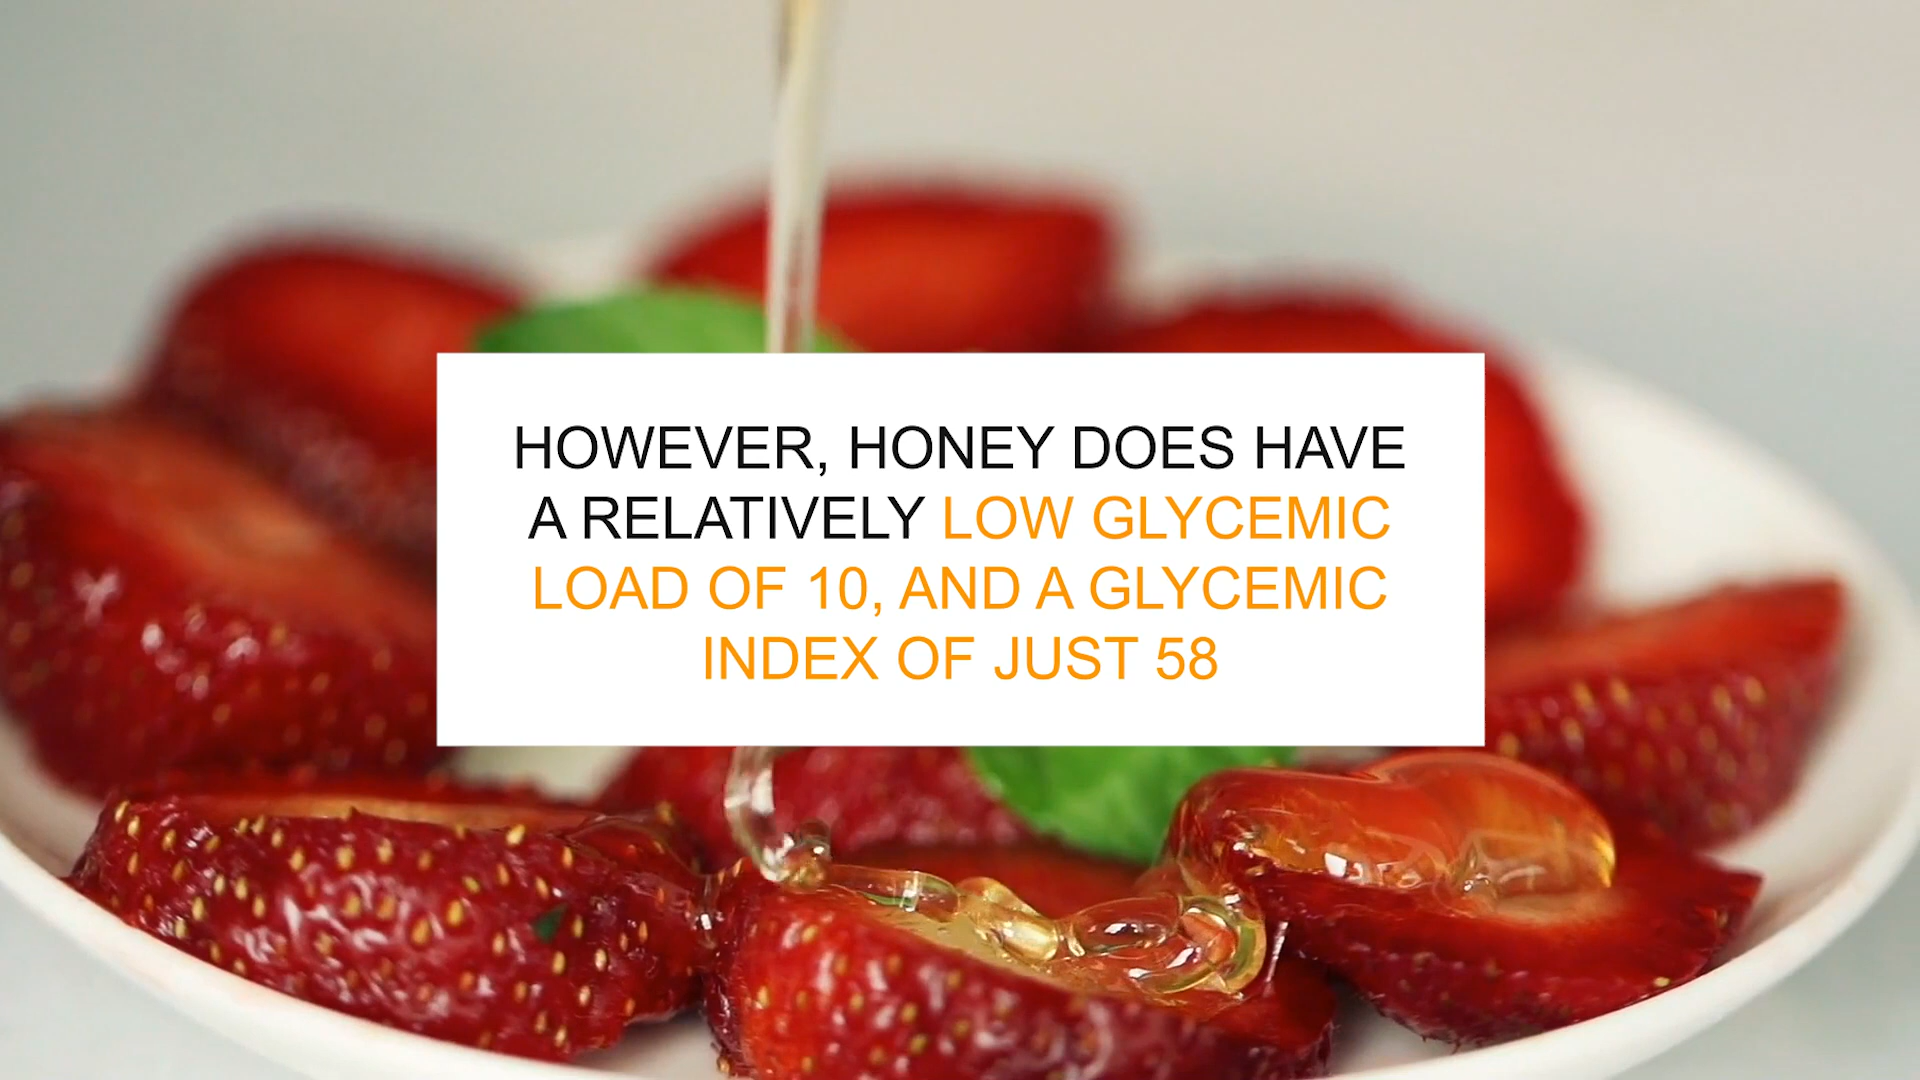 HOWEVER, HONEY DOES HAVE
A RELATIVELY LOW GLYCEMIC
LOAD OF 10, AND A GLYCEMIC
INDEX OF JUST 58